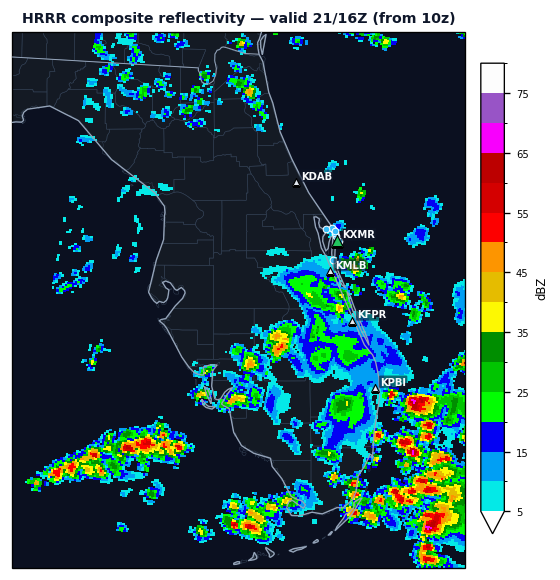 HRRR composite reflectivity — valid 21/16Z (from 10z)
75
65
55
45
35
25
15
5
dBZ
KDAB
KXMR
KMLB
KFPR
KPBI